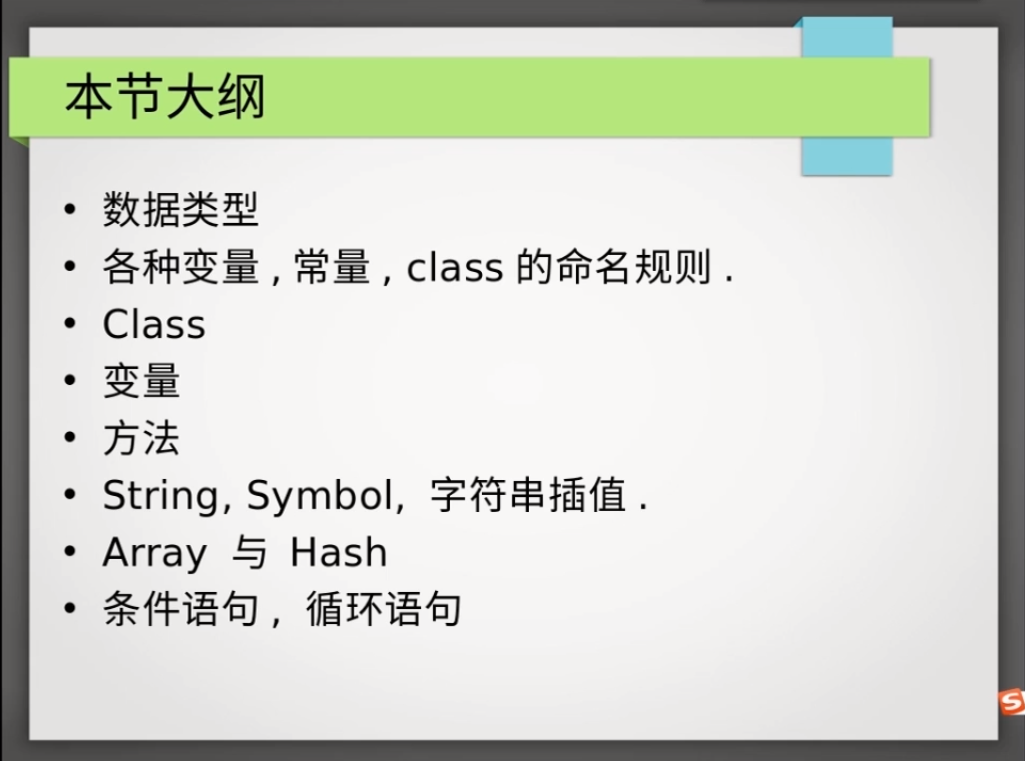 本节大纲
• 数据类型
• 各种变量 , 常量 , class 的命名规则 .
• Class
• 变量
• 方法
• String, Symbol, 字符串插值 .
• Array 与 Hash
• 条件语句 , 循环语句
S